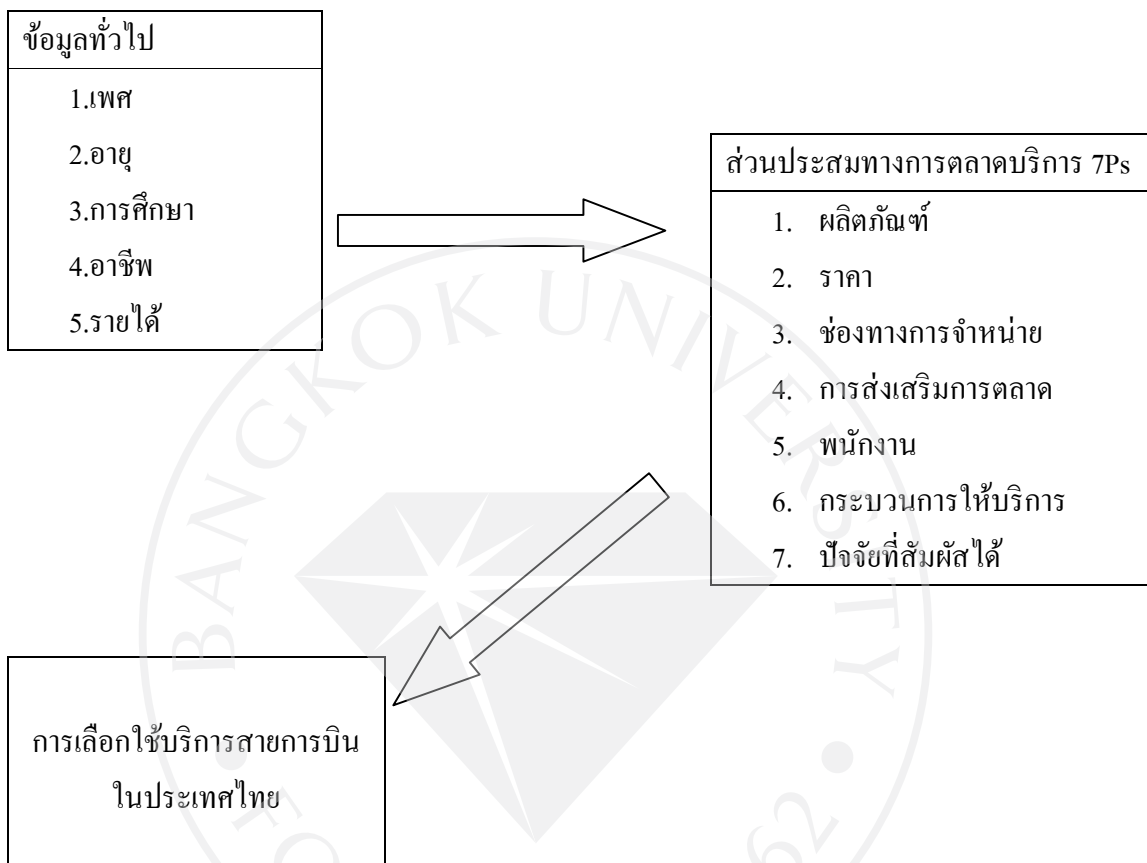 ข้อมูลทั่วไป
1.เพศ
2.อายุ
3.การศึกษา
4.อาชีพ
5.รายได้
ส่วนประสมทางการตลาดบริการ 7Ps
1. ผลิตภัณฑ์
2. ราคา
3. ช่องทางการจำหน่าย
4. การส่งเสริมการตลาด
5. พนักงาน
6. กระบวนการให้บริการ
7. ปัจจัยที่สัมผัสได้
การเลือกใช้บริการสายการบิน
ในประเทศไทย
BANGKOK UNIVERSITY